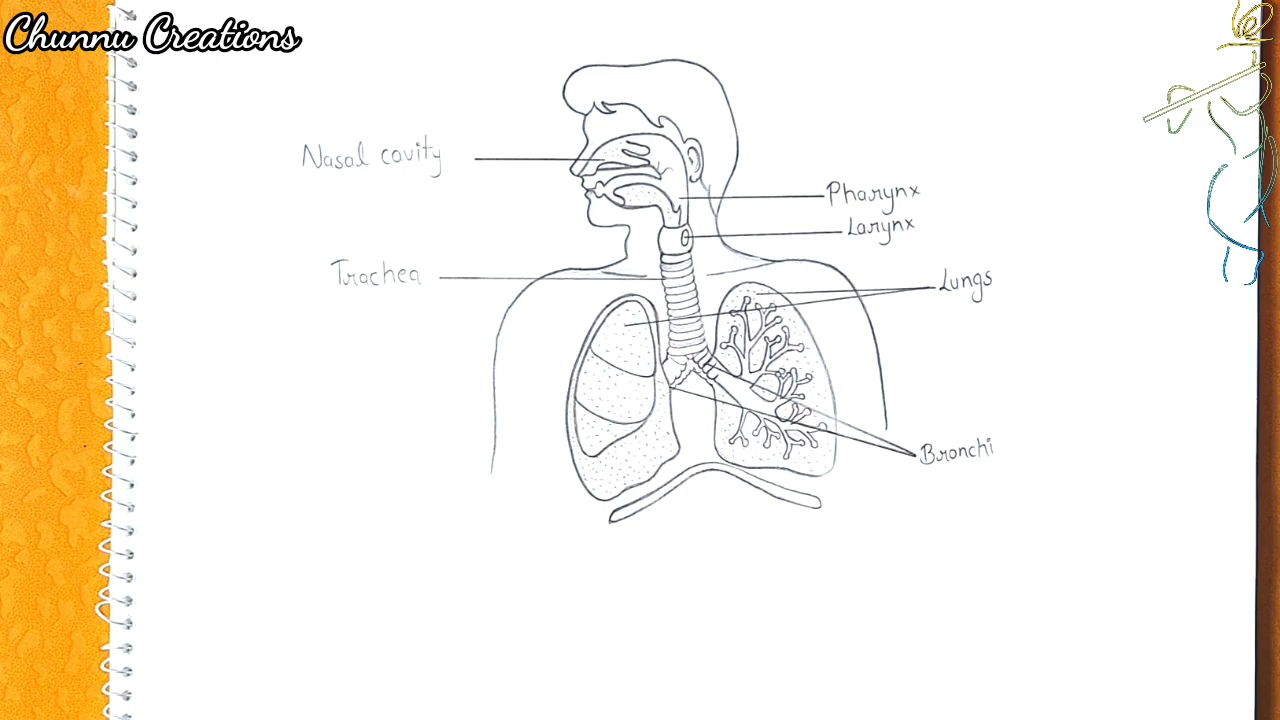 Chunnu Creations
Nasal cavity
Pharynx
Larynx
Trachea
Lungs
Bronchi